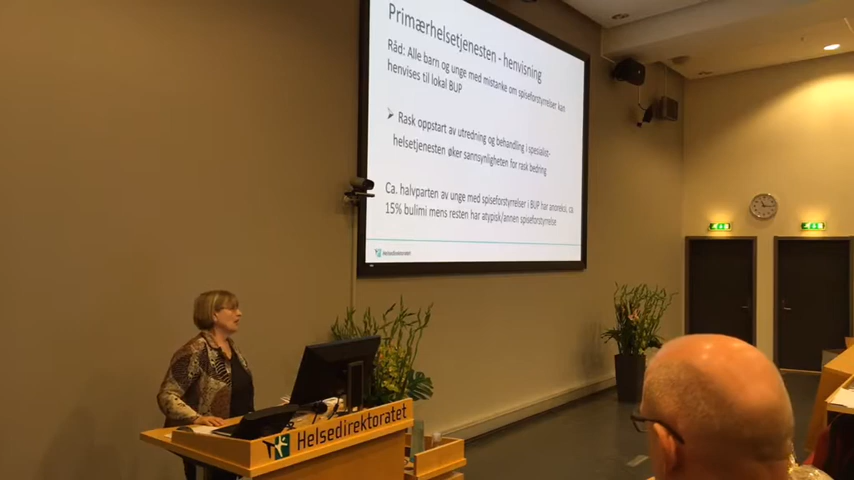 Primærhelsetjenesten - henvisning
Råd: Alle barn og unge med mistanke om spiseforstyrrelser kan
henvises til lokal BUP
Rask oppstart av utredning og behandling i spesialist-
helsetjenesten øker sannsynligheten for rask bedring
Ca. halvparten av unge med spiseforstyrrelser i BUP har anoreksi, ca.
15% bulimi mens resten har atypisk/annen spiseforstyrrelse
Helsedirektoratet
Helsedirektoratet